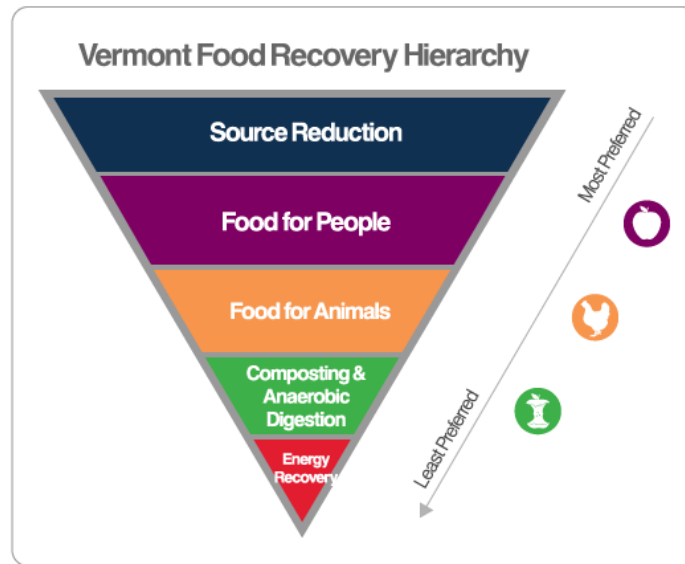 Vermont Food Recovery Hierarchy
Source Reduction
Food for People
Food for Animals
Composting &
Anaerobic
Digestion
Energy
Recovery
Most Preferred
Least Preferred